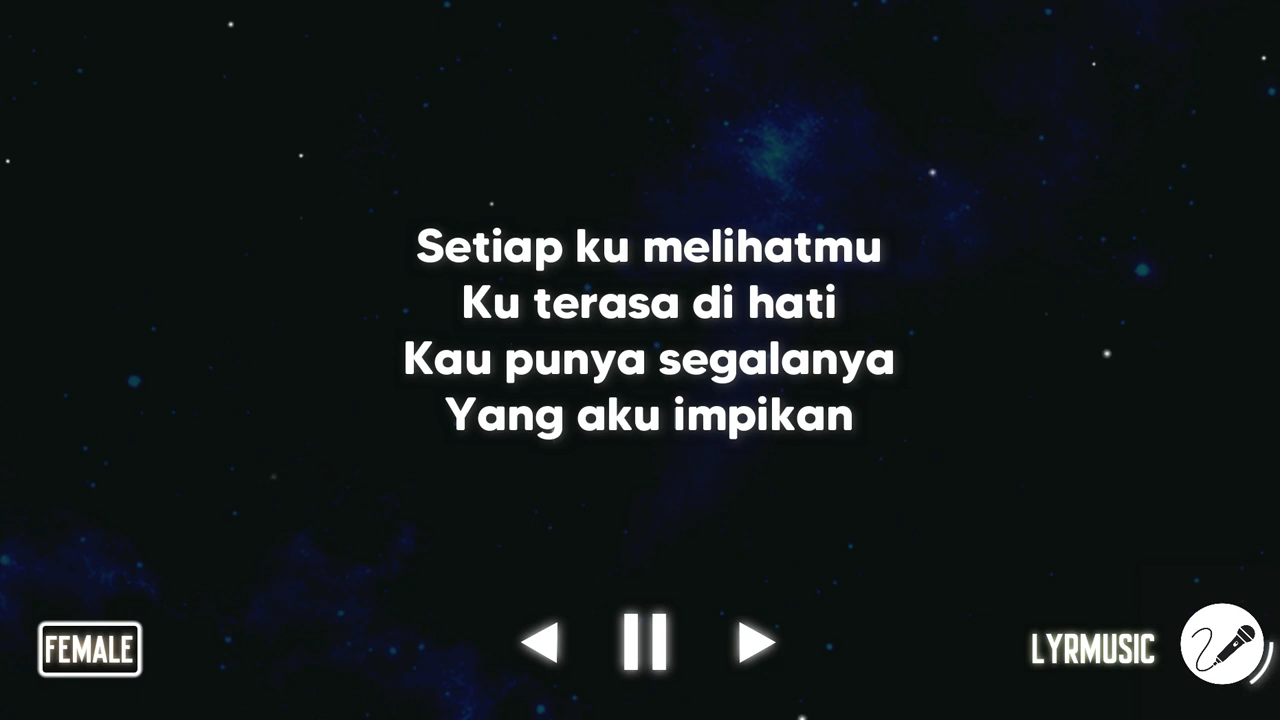 Setiap ku melihatmu
Ku terasa di hati
Kau punya segalanya
Yang aku impikan
FEMALE
LYRMUSIC